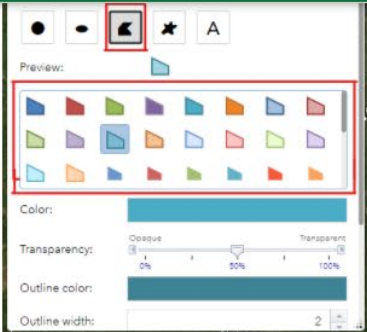 A
Preview:
Color:
Transparency:
Opaque Transparent
0% 50% 100%
Outline color:
Outline width: 2